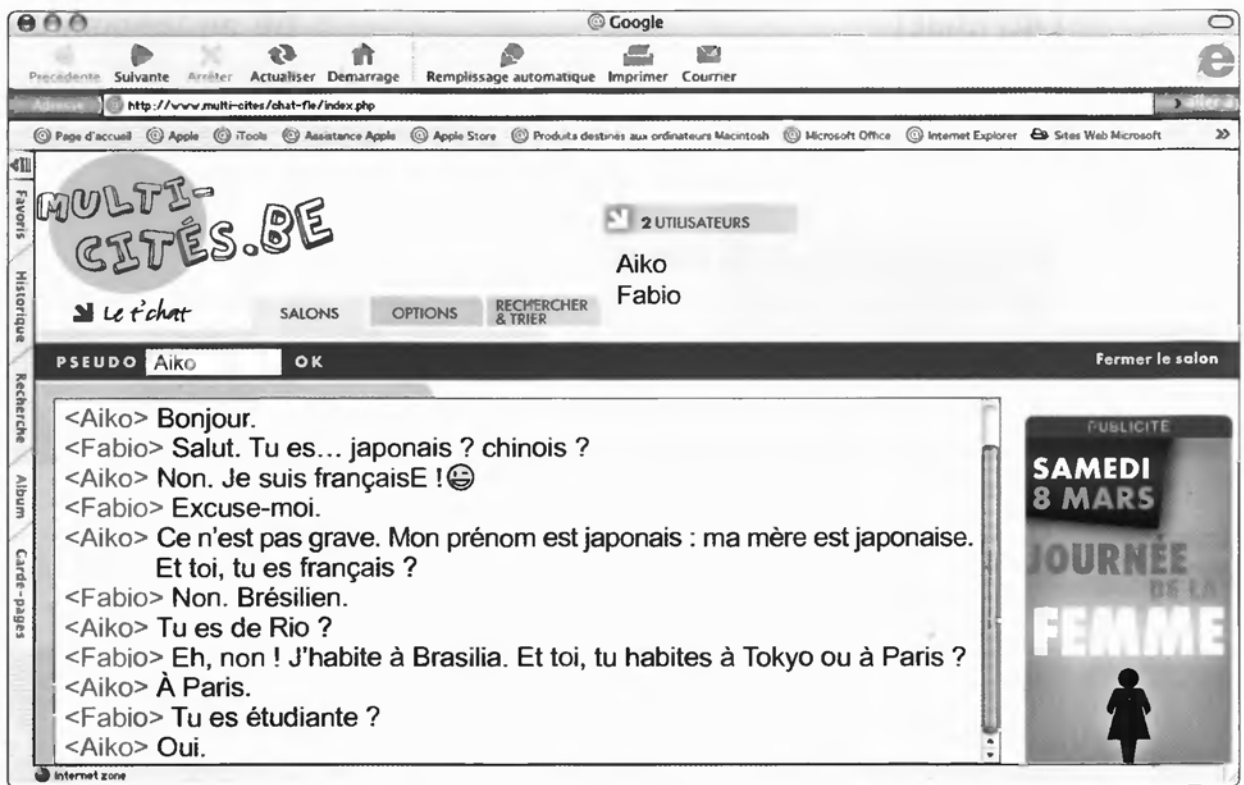 @ Google
Précédente Suivante Arrêter Actualiser Démarrage Remplissage automatique Imprimer Courrier
Adresse @ http://www.multi-cites/chat-fle/index.php
@ Page d'accueil @ Apple @ iTools @ Assistance Apple @ Apple Store @ Produits destinés aux ordinateurs Macintosh @ Microsoft Office @ Internet Explorer Sites Web Microsoft »
Favoris
Historique
Recherche
Album
Garde-pages
MULTI-
CITÉS.BE
Le t'chat
SALONS
OPTIONS
RECHERCHER
& TRIER
2 UTILISATEURS
Aiko
Fabio
PSEUDO Aiko OK Fermer le salon
<Aiko> Bonjour.
<Fabio> Salut. Tu es… japonais ? chinois ?
<Aiko> Non. Je suis françaisE ! 😃
<Fabio> Excuse-moi.
<Aiko> Ce n'est pas grave. Mon prénom est japonais : ma mère est japonaise.
Et toi, tu es français ?
<Fabio> Non. Brésilien.
<Aiko> Tu es de Rio ?
<Fabio> Eh, non ! J'habite à Brasilia. Et toi, tu habites à Tokyo ou à Paris ?
<Aiko> À Paris.
<Fabio> Tu es étudiante ?
<Aiko> Oui.
PUBLICITÉ
SAMEDI
8 MARS
JOURNÉE
DE LA
FEMME
Internet zone